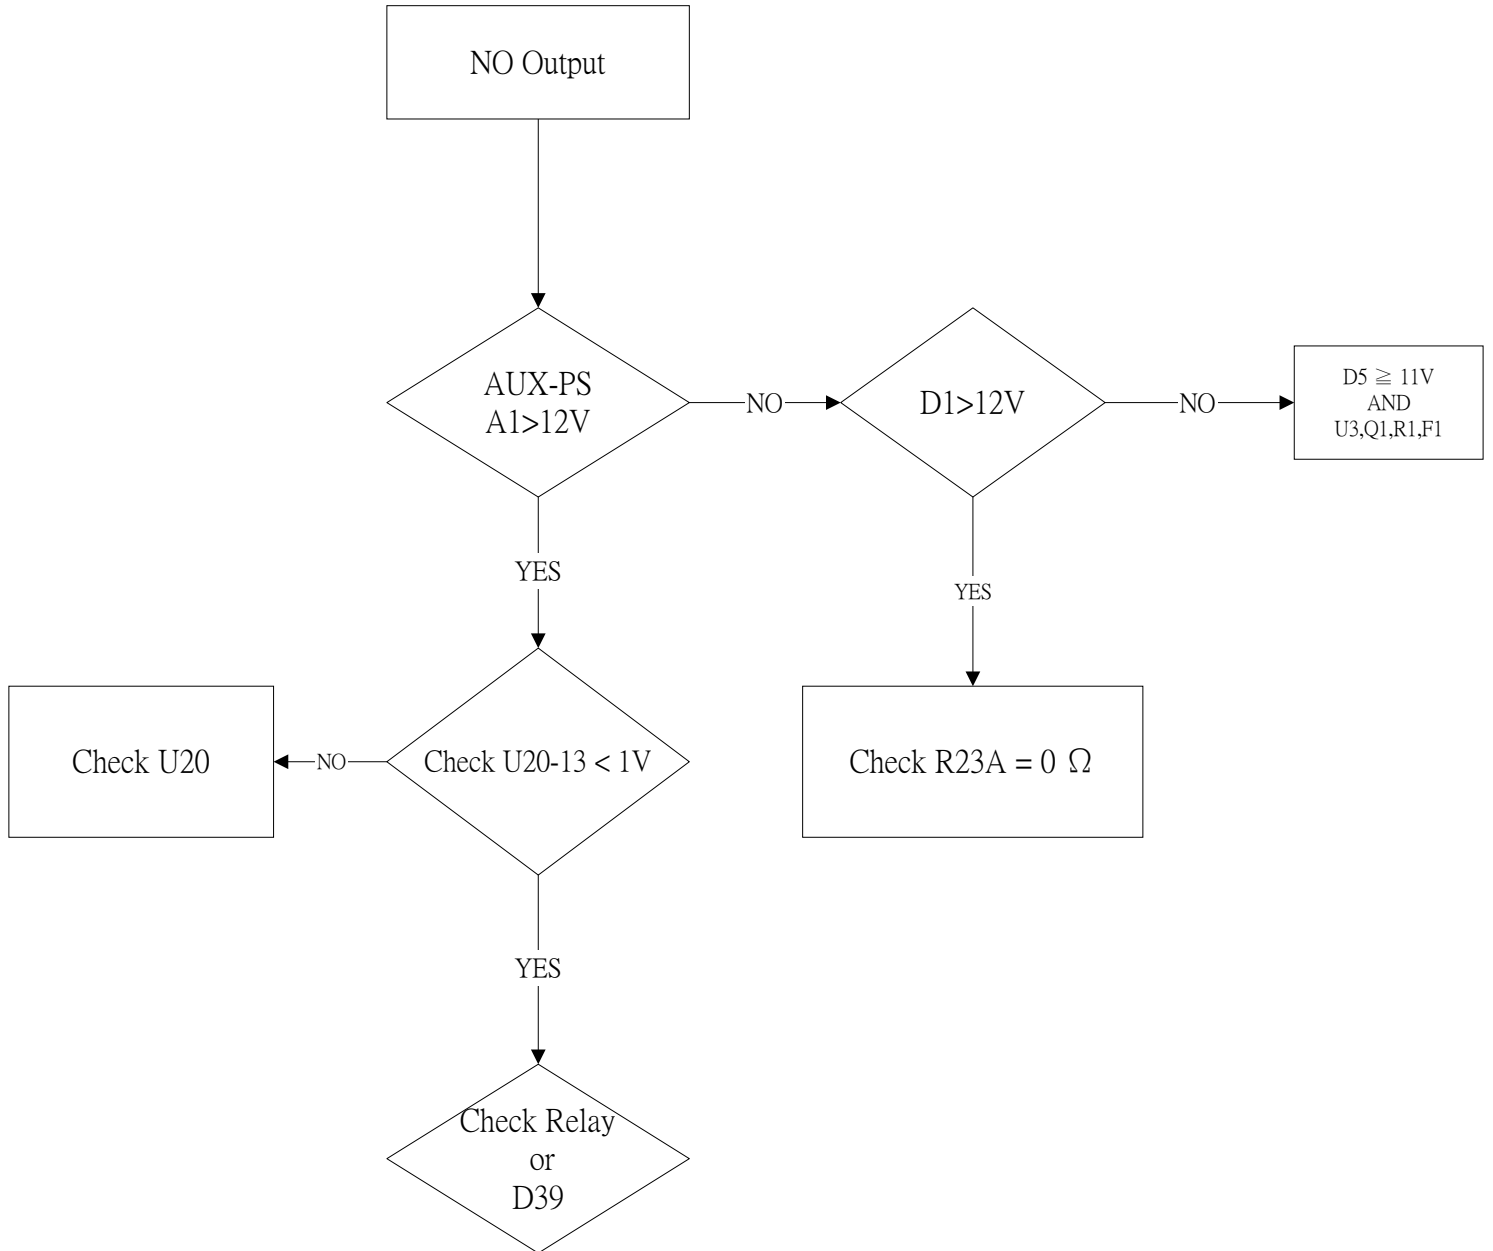 NO Output
AUX-PS
A1>12V
NO
D1>12V
NO
D5 ≧ 11V
AND
U3,Q1,R1,F1
YES
YES
Check U20
NO
Check U20-13 < 1V
Check R23A = 0 Ω
YES
Check Relay
or
D39